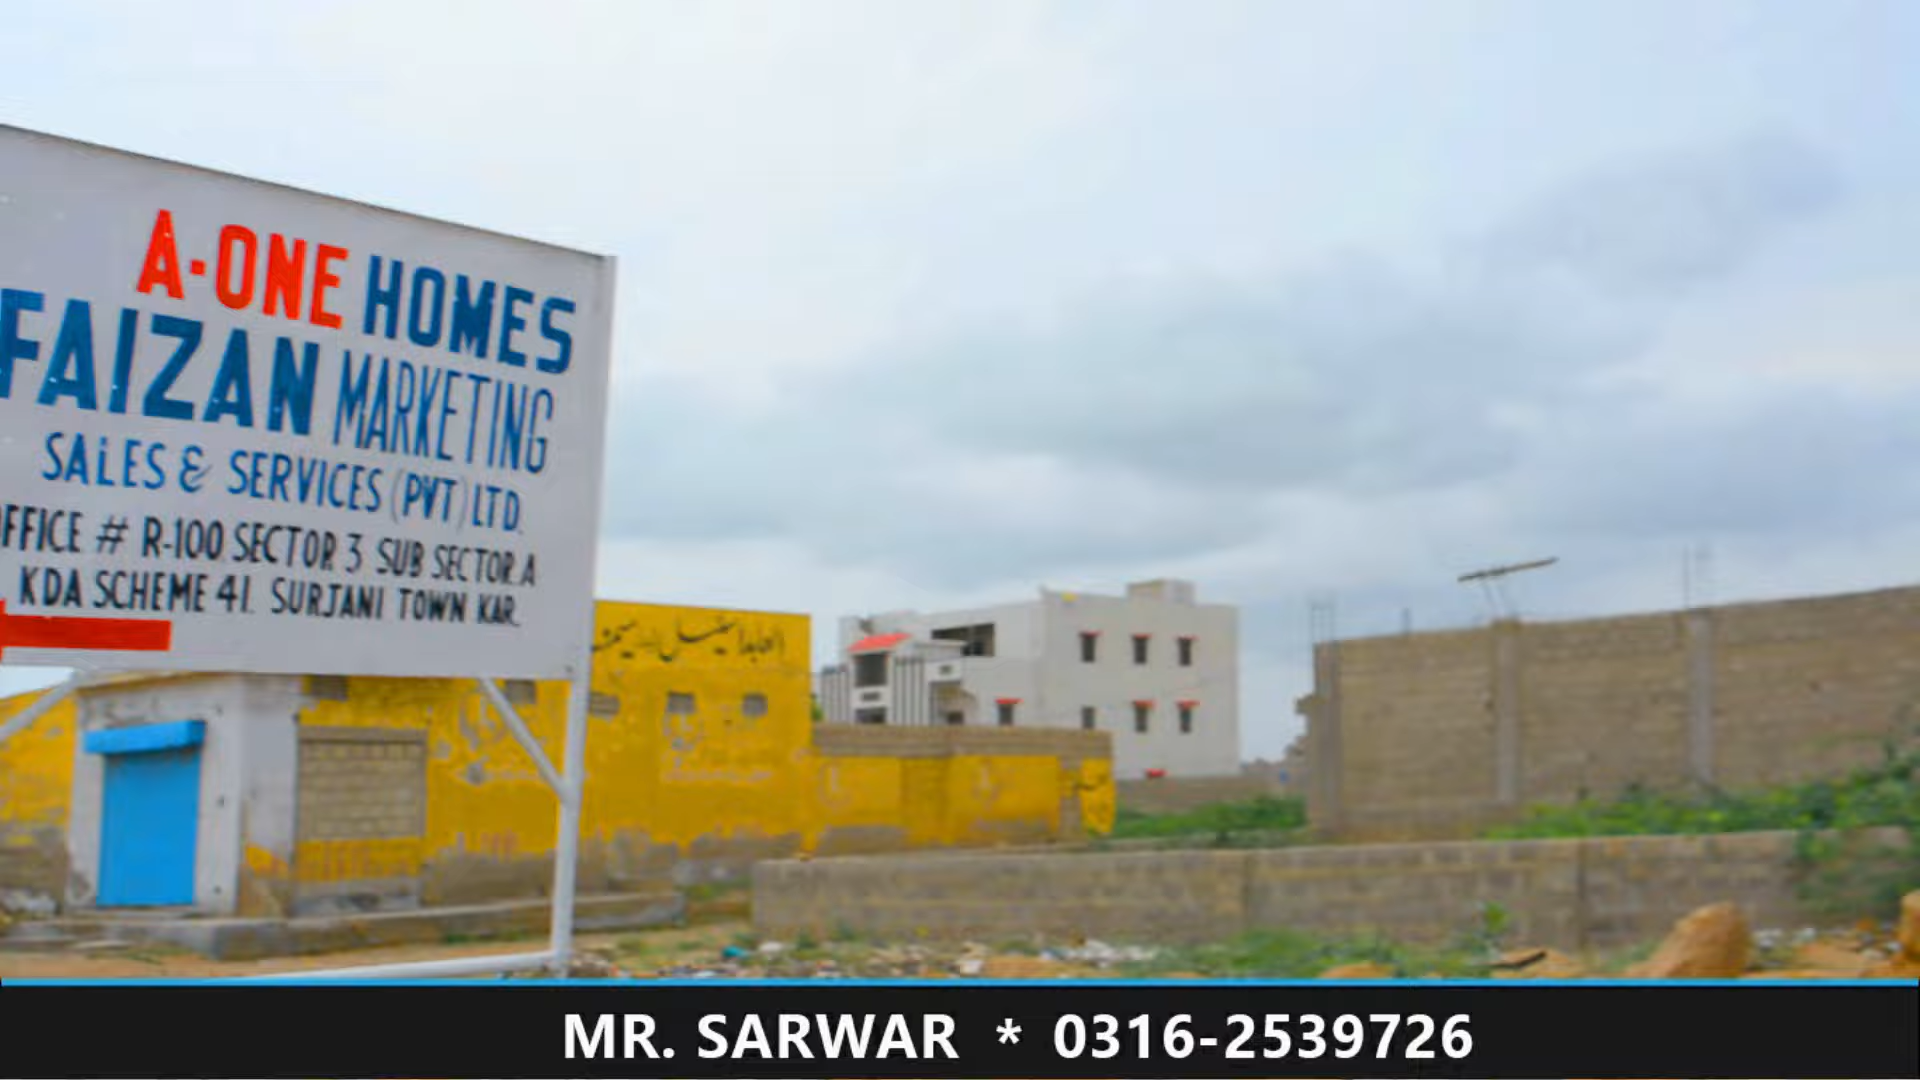 A-ONE HOMES
FAIZAN MARKETING
SALES & SERVICES (PVT) LTD.
OFFICE # R-100 SECTOR 3 SUB SECTOR A
KDA SCHEME 41. SURJANI TOWN KAR.
MR. SARWAR * 0316-2539726